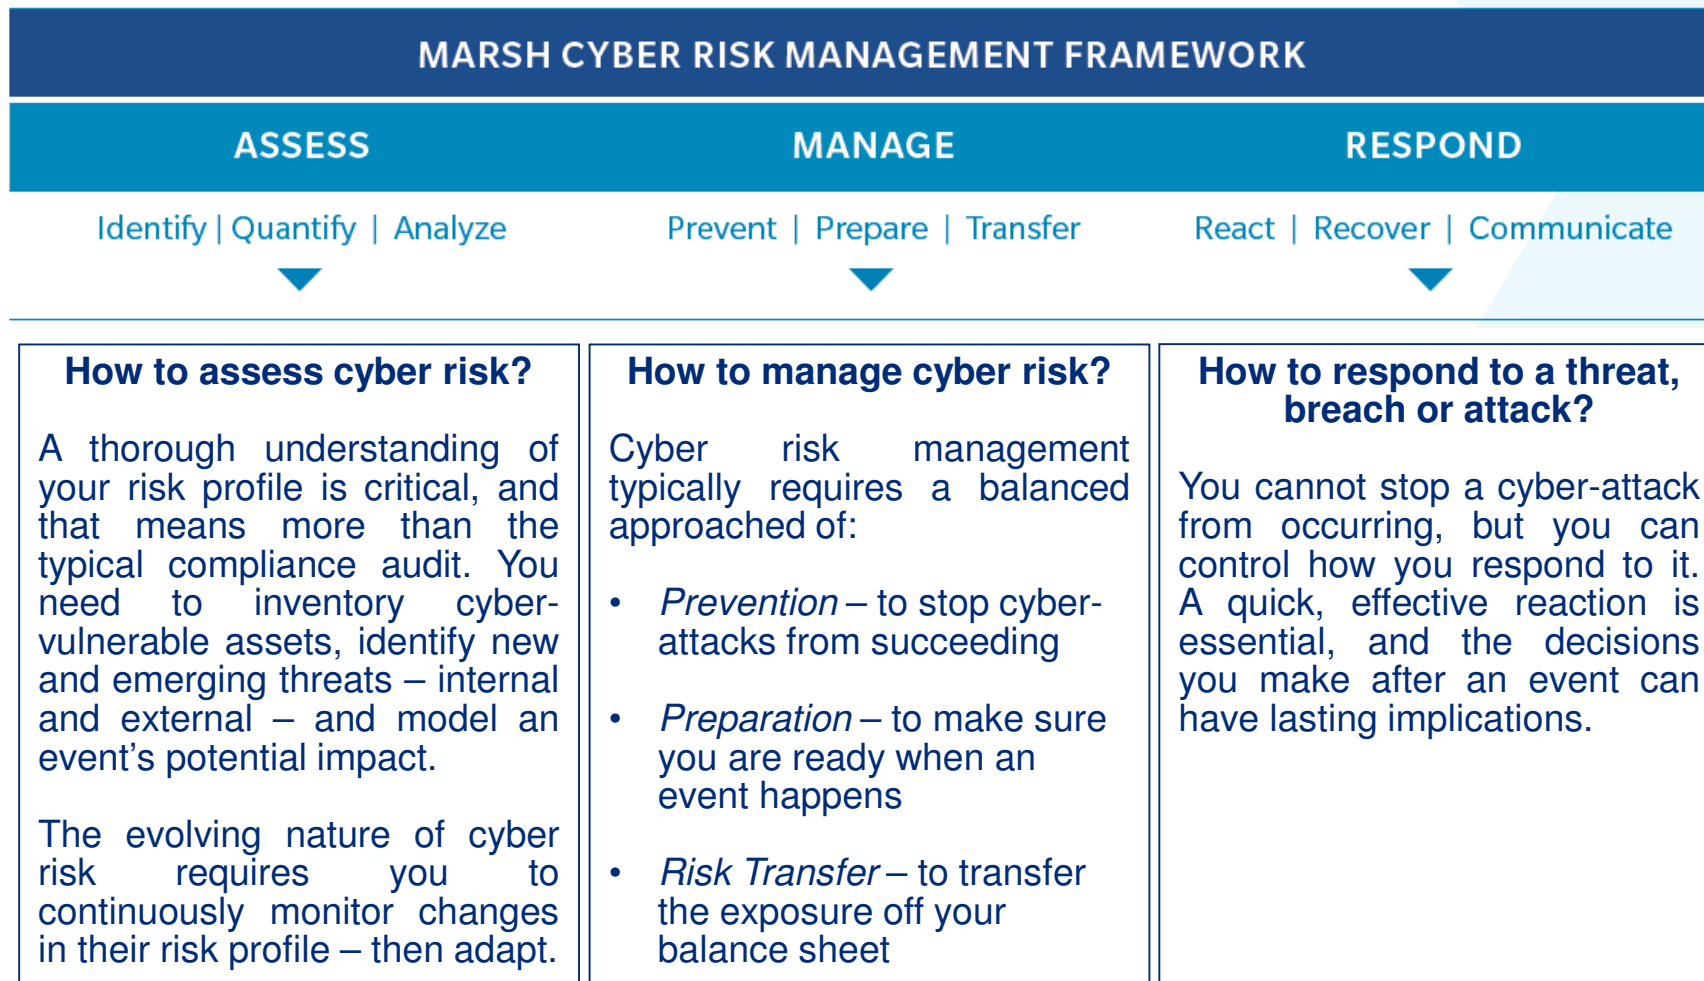 MARSH CYBER RISK MANAGEMENT FRAMEWORK
ASSESS
MANAGE
RESPOND
Identify | Quantify | Analyze
Prevent | Prepare | Transfer
React | Recover | Communicate
How to assess cyber risk?
A thorough understanding of
your risk profile is critical, and
that means more than the
typical compliance audit. You
need to inventory cyber-
vulnerable assets, identify new
and emerging threats – internal
and external – and model an
event’s potential impact.
The evolving nature of cyber
risk requires you to
continuously monitor changes
in their risk profile – then adapt.
How to manage cyber risk?
Cyber risk management
typically requires a balanced
approached of:
• Prevention – to stop cyber-
attacks from succeeding
• Preparation – to make sure
you are ready when an
event happens
• Risk Transfer – to transfer
the exposure off your
balance sheet
How to respond to a threat,
breach or attack?
You cannot stop a cyber-attack
from occurring, but you can
control how you respond to it.
A quick, effective reaction is
essential, and the decisions
you make after an event can
have lasting implications.